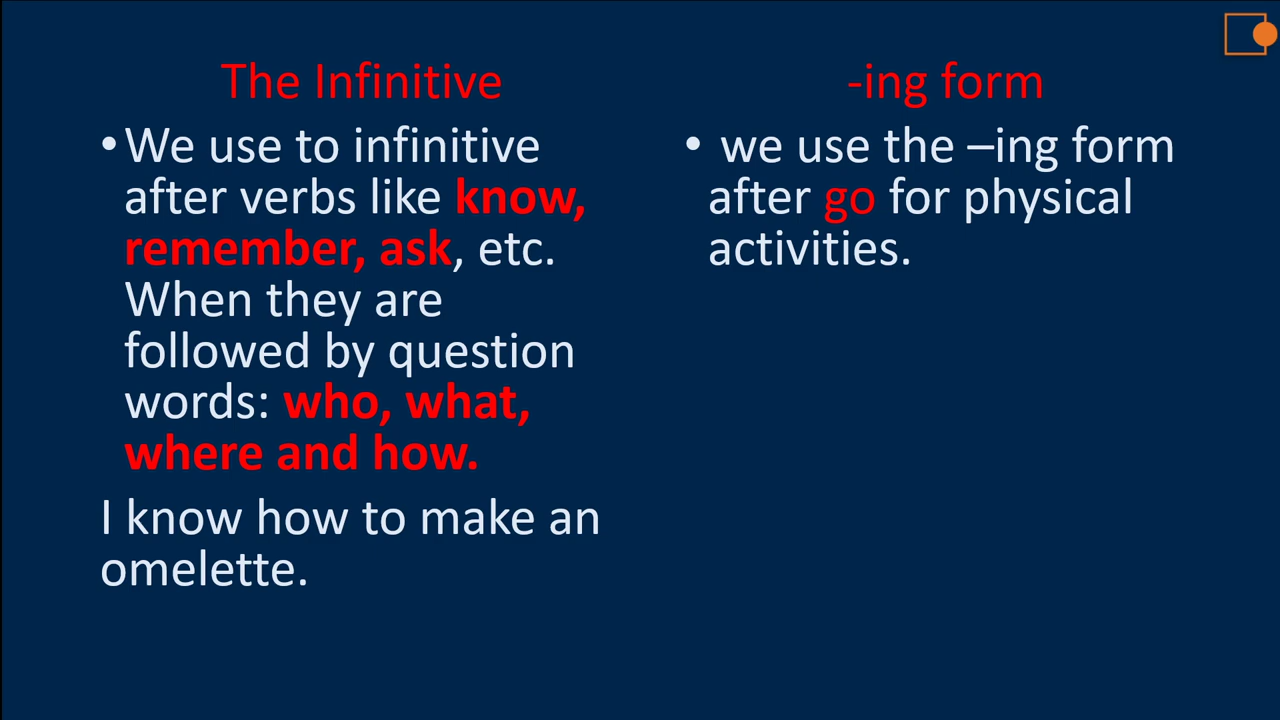 The Infinitive
• We use to infinitive
after verbs like know,
remember, ask, etc.
When they are
followed by question
words: who, what,
where and how.
I know how to make an
omelette.
-ing form
• we use the –ing form
after go for physical
activities.